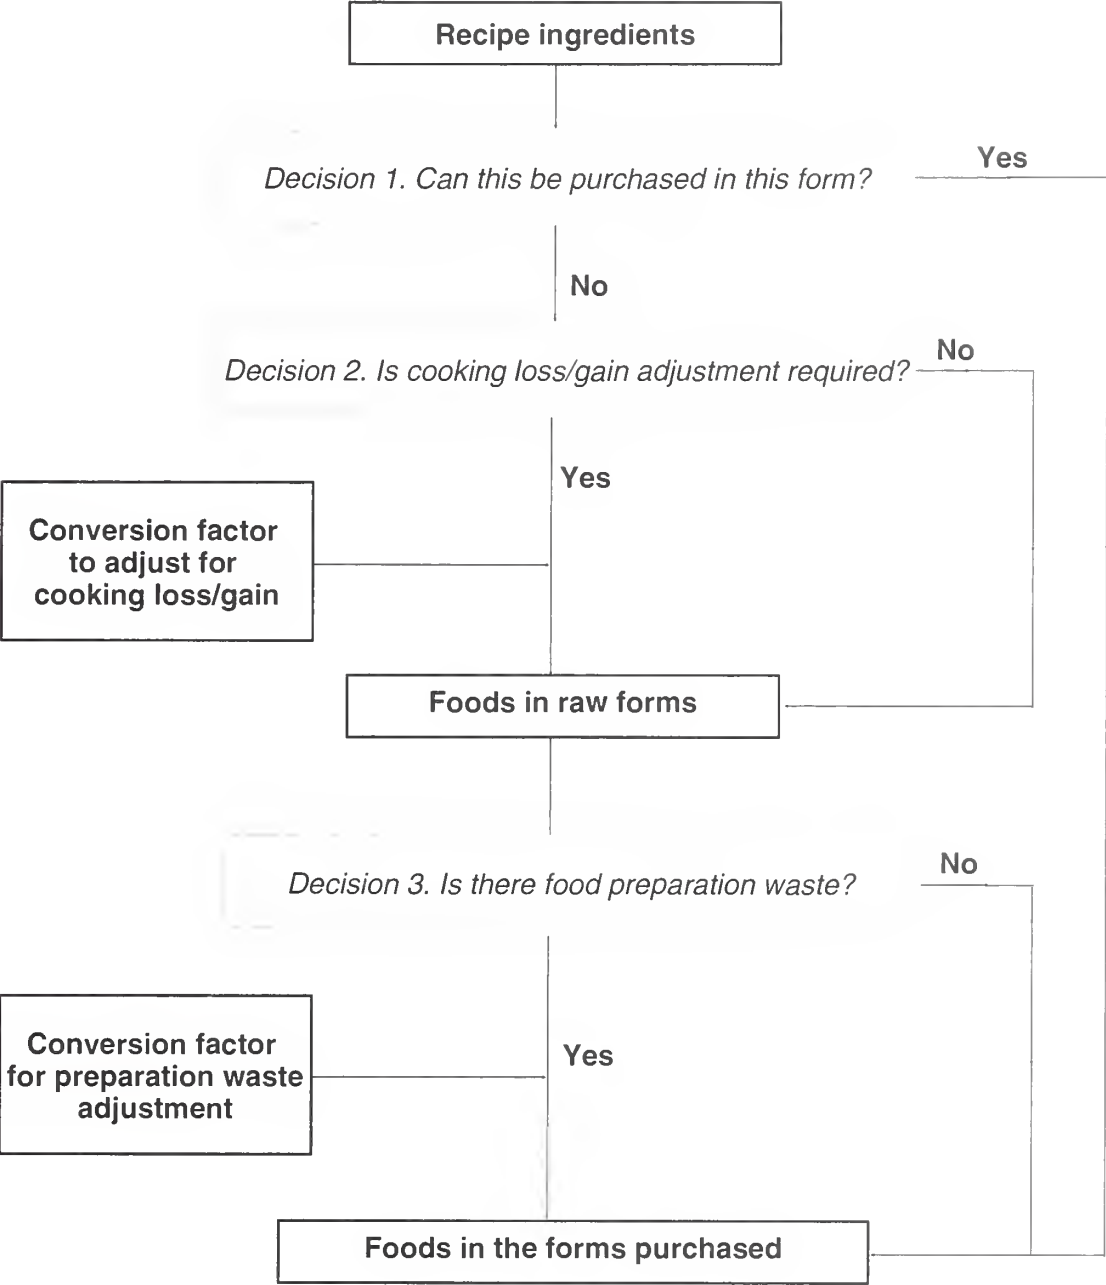 Recipe ingredients
Decision 1. Can this be purchased in this form?
Yes
No
Decision 2. Is cooking loss/gain adjustment required?
No
Yes
Conversion factor
to adjust for
cooking loss/gain
Foods in raw forms
Decision 3. Is there food preparation waste?
No
Conversion factor
for preparation waste
adjustment
Yes
Foods in the forms purchased